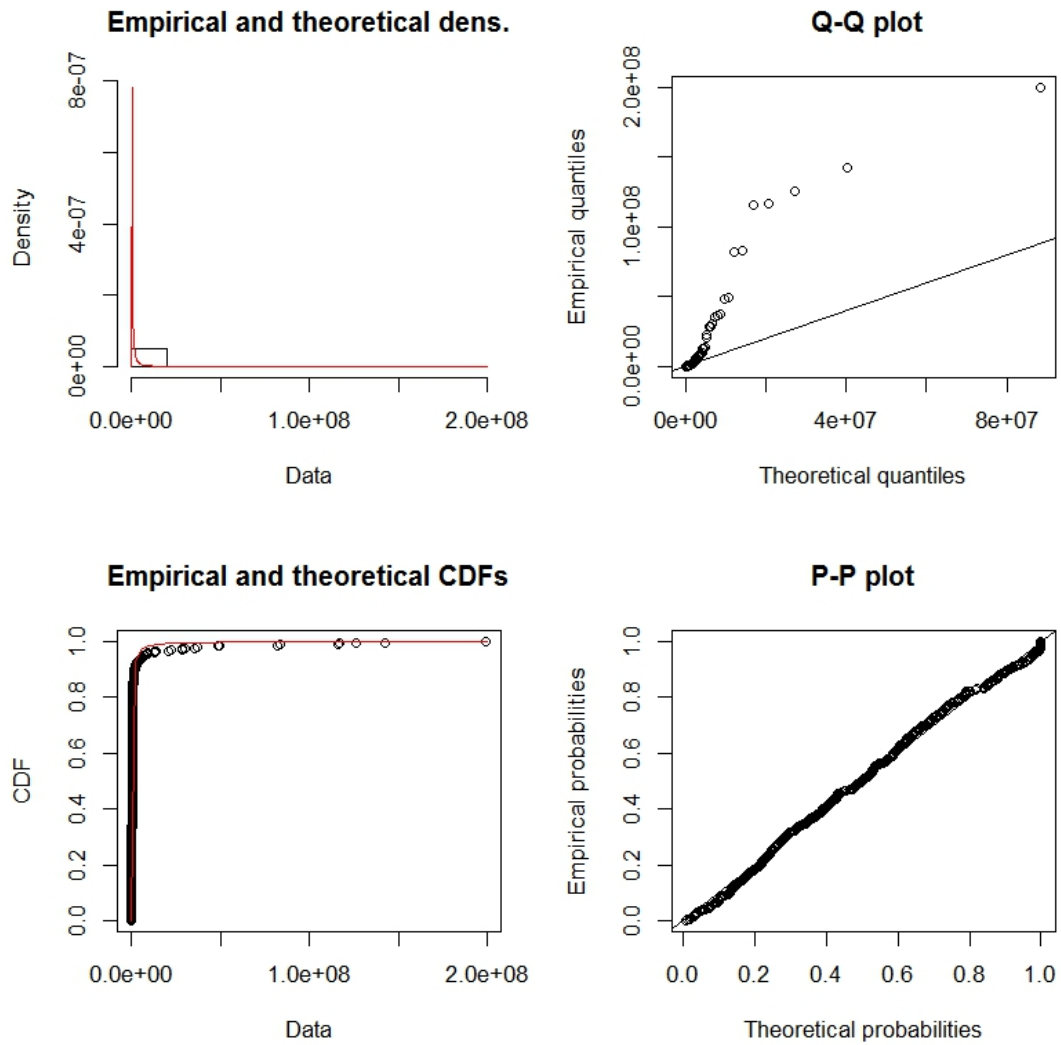 Empirical and theoretical dens.
Density
0e+00
4e-07
8e-07
0.0e+00
1.0e+08
2.0e+08
Data
Q-Q plot
Empirical quantiles
0.0e+00
1.0e+08
2.0e+08
0e+00
4e+07
8e+07
Theoretical quantiles
Empirical and theoretical CDFs
CDF
0.0
0.2
0.4
0.6
0.8
1.0
0.0e+00
1.0e+08
2.0e+08
Data
P-P plot
Empirical probabilities
0.0
0.2
0.4
0.6
0.8
1.0
0.0
0.2
0.4
0.6
0.8
1.0
Theoretical probabilities